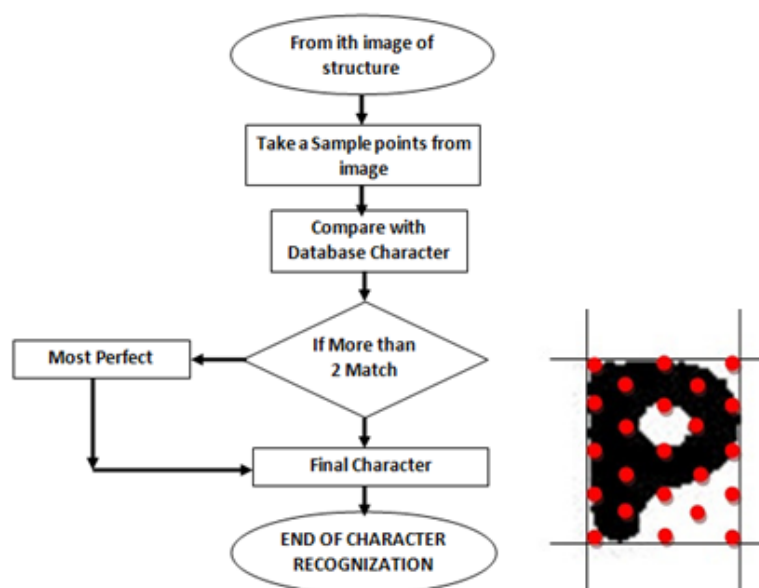 From ith image of
structure
Take a Sample points from
image
Compare with
Database Character
If More than
2 Match
Most Perfect
Final Character
END OF CHARACTER
RECOGNIZATION